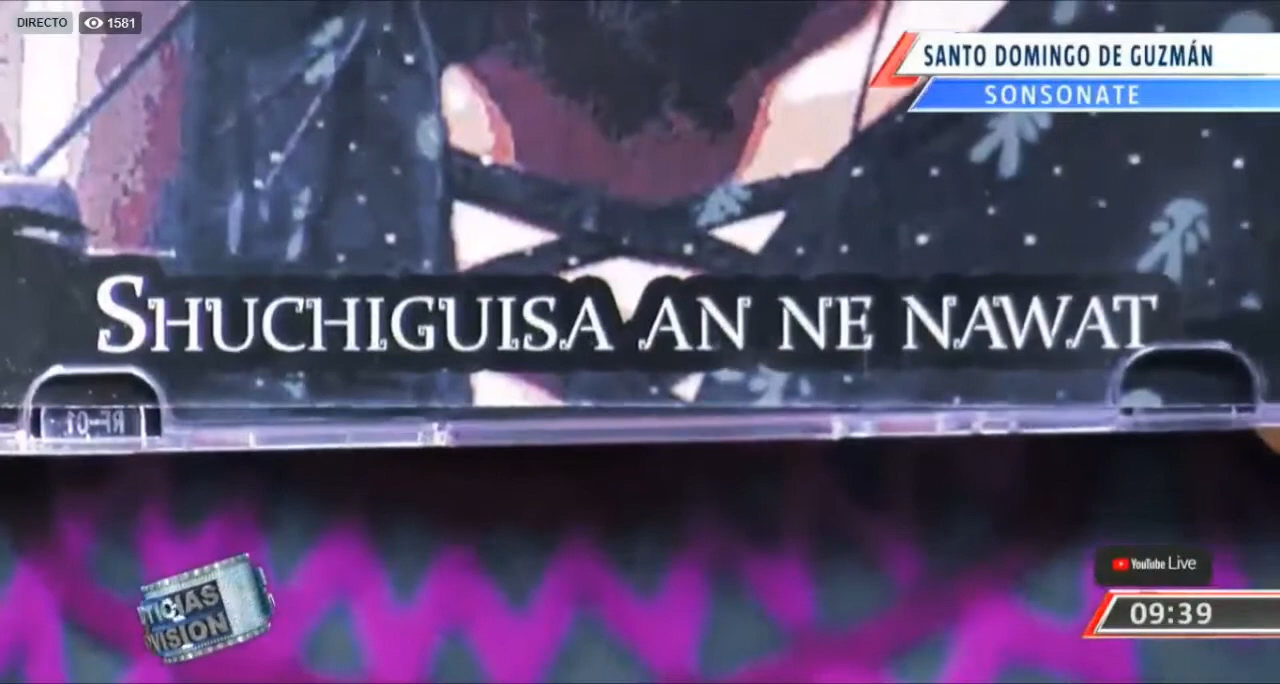 DIRECTO 1581
SANTO DOMINGO DE GUZMÁN
SONSONATE
SHUCHIGUISA AN NE NAWAT
RF-01
YouTube Live
09:39